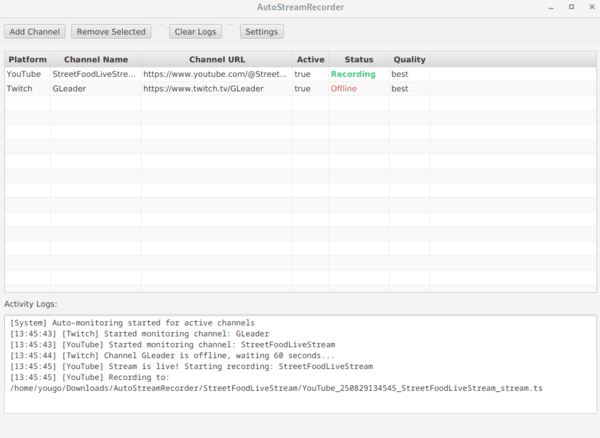 AutoStreamRecorder
Add Channel Remove Selected Clear Logs Settings
Platform Channel Name Channel URL Active Status Quality
YouTube StreetFoodLiveStre... https://www.youtube.com/@Street... true Recording best
Twitch GLeader https://www.twitch.tv/GLeader true Offline best
Activity Logs:
[System] Auto-monitoring started for active channels
[13:45:43] [Twitch] Started monitoring channel: GLeader
[13:45:43] [YouTube] Started monitoring channel: StreetFoodLiveStream
[13:45:44] [Twitch] Channel GLeader is offline, waiting 60 seconds...
[13:45:45] [YouTube] Stream is live! Starting recording: StreetFoodLiveStream
[13:45:45] [YouTube] Recording to:
/home/yougo/Downloads/AutoStreamRecorder/StreetFoodLiveStream/YouTube_250829134545_StreetFoodLiveStream_stream.ts